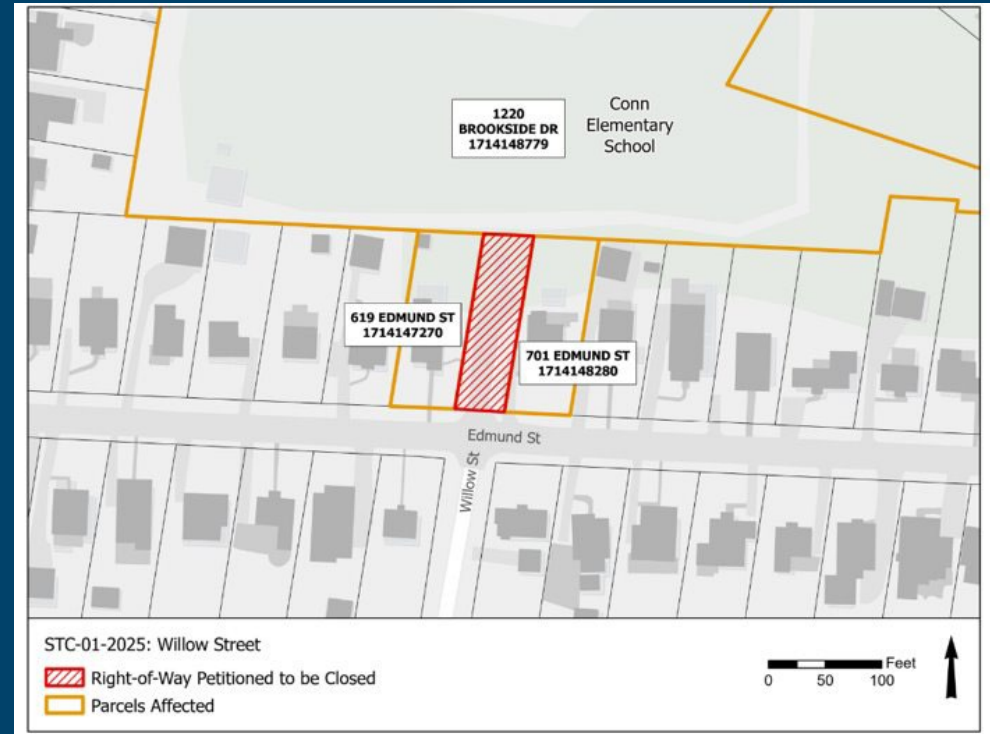 1220
BROOKSIDE DR
1714148779
Conn
Elementary
School
619 EDMUND ST
1714147270
701 EDMUND ST
1714148280
Edmund St
Willow St
STC-01-2025: Willow Street
Right-of-Way Petitioned to be Closed
Parcels Affected
Feet
0 50 100